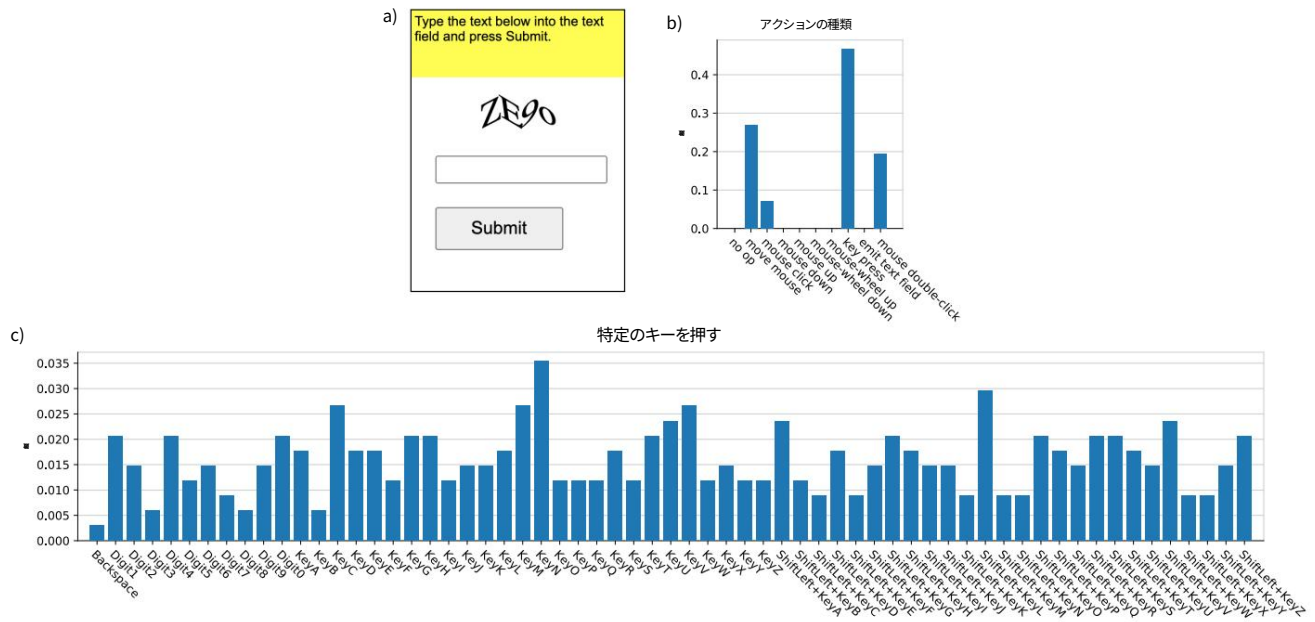 a)
Type the text below into the text
field and press Submit.
ZE90
Submit
b)
アクションの種類
0.4
0.3
0.2
0.1
0.0
no op
move mouse
mouse click
mouse down
mouse up
mouse-wheel down
mouse-wheel up
key press
emit text field
mouse double-click
c)
特定のキーを押す
0.035
0.030
0.025
0.020
0.015
0.010
0.005
0.000
Backspace
Digit1
Digit2
Digit3
Digit4
Digit5
Digit6
Digit7
Digit8
Digit9
Digit0
KeyA
KeyB
KeyC
KeyD
KeyE
KeyF
KeyG
KeyH
KeyI
KeyJ
KeyK
KeyL
KeyM
KeyN
KeyO
KeyP
KeyQ
KeyR
KeyS
KeyT
KeyU
KeyV
KeyW
KeyX
KeyY
KeyZ
ShiftLeft+KeyA
ShiftLeft+KeyB
ShiftLeft+KeyC
ShiftLeft+KeyD
ShiftLeft+KeyE
ShiftLeft+KeyF
ShiftLeft+KeyG
ShiftLeft+KeyH
ShiftLeft+KeyI
ShiftLeft+KeyJ
ShiftLeft+KeyK
ShiftLeft+KeyL
ShiftLeft+KeyM
ShiftLeft+KeyN
ShiftLeft+KeyO
ShiftLeft+KeyP
ShiftLeft+KeyQ
ShiftLeft+KeyR
ShiftLeft+KeyS
ShiftLeft+KeyT
ShiftLeft+KeyU
ShiftLeft+KeyV
ShiftLeft+KeyW
ShiftLeft+KeyX
ShiftLeft+KeyY
ShiftLeft+KeyZ